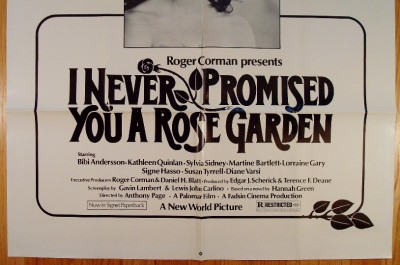 Roger Corman presents
I NEVER PROMISED
YOU A ROSE GARDEN
Starring
Bibi Andersson · Kathleen Quinlan · Sylvia Sidney · Martine Bartlett · Lorraine Gary
Signe Hasso · Susan Tyrrell · Diane Varsi
Executive Producers Roger Corman & Daniel H. Blatt · Produced by Edgar J. Scherick & Terence F. Deane
Screenplay by Gavin Lambert & Lewis John Carlino · Based on a novel by Hannah Green
Directed by Anthony Page · A Palomar Film · A Fadsin Cinema Production
Now in Signet Paperback
A New World Picture
R RESTRICTED